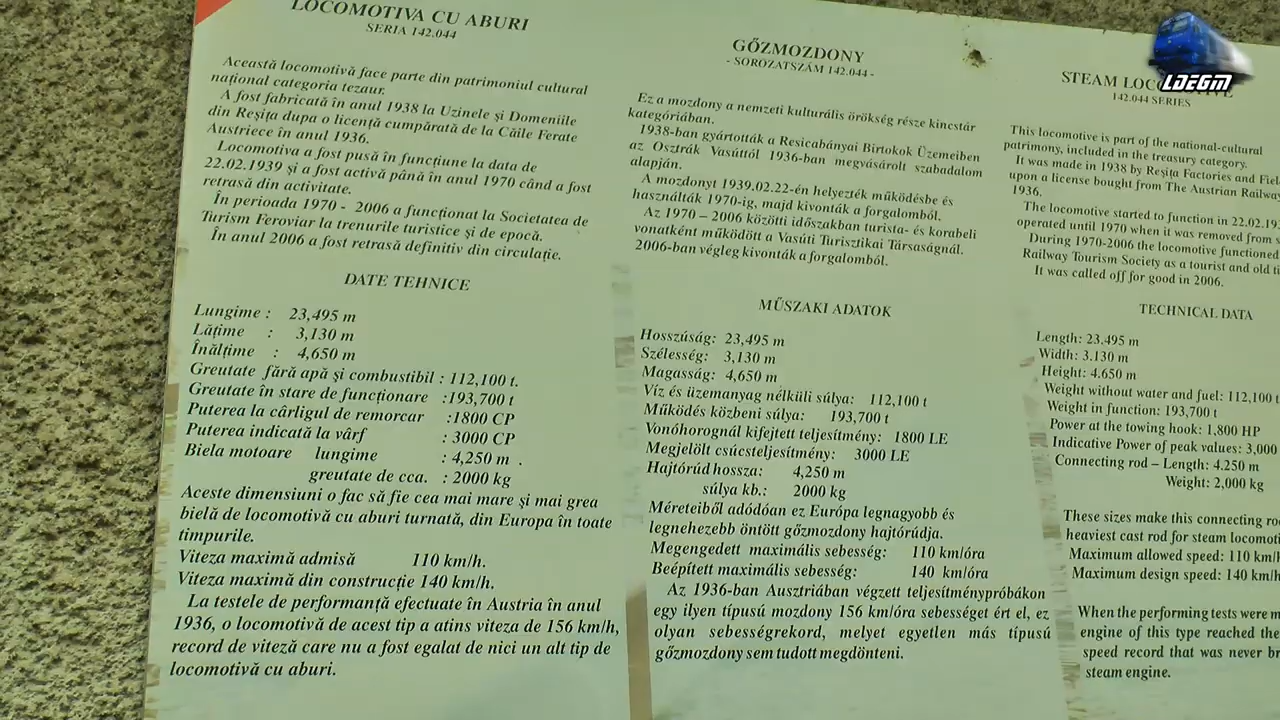 LOCOMOTIVA CU ABURI
SERIA 142.044
Această locomotivă face parte din patrimoniul cultural
național categoria tezaur.
A fost fabricată în anul 1938 la Uzinele și Domeniile
din Reșița dupa o licență cumpărată de la Căile Ferate
Austriece în anul 1936.
Locomotiva a fost pusă în funcțiune la data de
22.02.1939 și a activă până în anul 1970 când a fost
retrasă din activitate.
În perioada 1970 - 2006 a funcționat la Societatea de
Turism Feroviar la trenurile turistice și de epocă.
În anul 2006 a fost retrasă definitiv din circulație.
DATE TEHNICE
Lungime : 23,495 m
Lățime : 3,130 m
Înălțime : 4,650 m
Greutate fără apă și combustibil : 112,100 t.
Greutate în stare de funcționare :193,700 t
Puterea la cârligul de remorcar :1800 CP
Puterea indicată la vârf : 3000 CP
Biela motoare lungime : 4,250 m .
greutate de cca. : 2000 kg
Aceste dimensiuni o fac să fie cea mai mare și mai grea
bielă de locomotivă cu aburi turnată, din Europa în toate
timpurile.
Viteza maximă admisă 110 km/h.
Viteza maximă din construcție 140 km/h.
La testele de performanță efectuate în Austria în anul
1936, o locomotivă de acest tip a atins viteza de 156 km/h,
record de viteză care nu a fost egalat de nici un alt tip de
locomotivă cu aburi.
GŐZMOZDONY
- SOROZATSZÁM 142.044 -
Ez a mozdony a nemzeti kulturális örökség része kincstár
kategóriában.
1938-ban gyártották a Resicabányai Birtokok Üzemeiben
az Osztrák Vasúttól 1936-ban megvásárolt szabadalom
alapján.
A mozdonyt 1939.02.22-én helyezték működésbe és
használták 1970-ig, majd kivonták a forgalomból.
Az 1970 – 2006 közötti időszakban turista- és korabeli
vonatként működött a Vasúti Turisztikai Társaságnál.
2006-ban végleg kivonták a forgalomból.
MŰSZAKI ADATOK
Hosszúság: 23,495 m
Szélesség: 3,130 m
Magasság: 4,650 m
Víz és üzemanyag nélküli súlya: 112,100 t
Működés közbeni súlya: 193,700 t
Vonóhorognál kifejtett teljesítmény: 1800 LE
Megjelölt csúcsteljesítmény: 3000 LE
Hajtórúd hossza: 4,250 m
súlya kb.: 2000 kg
Méreteiből adódóan ez Európa legnagyobb és
legnehezebb öntött gőzmozdony hajtórúdja.
Megengedett maximális sebesség: 110 km/óra
Beépített maximális sebesség: 140 km/óra
Az 1936-ban Ausztriában végzett teljesítménypróbákon
egy ilyen típusú mozdony 156 km/óra sebességet ért el, ez
olyan sebességrekord, melyet egyetlen más típusú
gőzmozdony sem tudott megdönteni.
LDEGM
STEAM
142.044 SERIES
This locomotive is part of the national-cultural
patrimony, included in the treasury category.
It was made in 1938 by Reșița Factories and
upon a license bought from The Austrian
1936.
The locomotive started to function in
operated until 1970 when it was removed from
During 1970-2006 the locomotive functioned
Railway Tourism Society as a tourist and old
It was called off for good in 2006.
TECHNICAL DATA
Length: 23,495 m
Width: 3.130 m
Height: 4.650 m
Weight without water and fuel: 112,100 t
Weight in function: 193,700 t
Power at the towing hook: 1,800 HP
Indicative Power of peak values: 3,000
Connecting rod – Length: 4.250 m
Weight: 2,000 kg
These sizes make this connecting
heaviest cast rod for steam
Maximum allowed speed: 110
Maximum design speed: 140
When the performing tests were
engine of this type reached the
speed record that was never
steam engine.